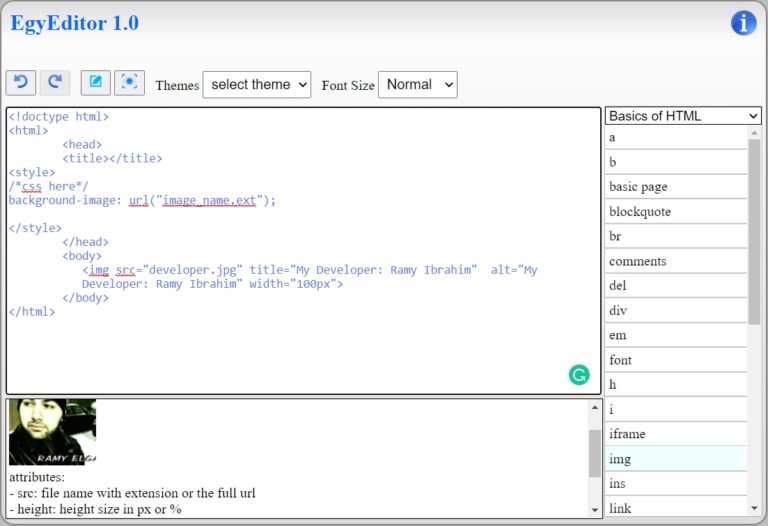 EgyEditor 1.0
i
Themes select theme Font Size Normal
<!doctype html>
<html>
<head>
<title></title>
<style>
/*css here*/
background-image: url("image_name.ext");
</style>
</head>
<body>
<img src="developer.jpg" title="My Developer: Ramy Ibrahim" alt="My
Developer: Ramy Ibrahim" width="100px">
</body>
</html>
RAMY ELGA
attributes:
- src: file name with extension or the full url
- height: height size in px or %
Basics of HTML
a
b
basic page
blockquote
br
comments
del
div
em
font
h
i
iframe
img
ins
link